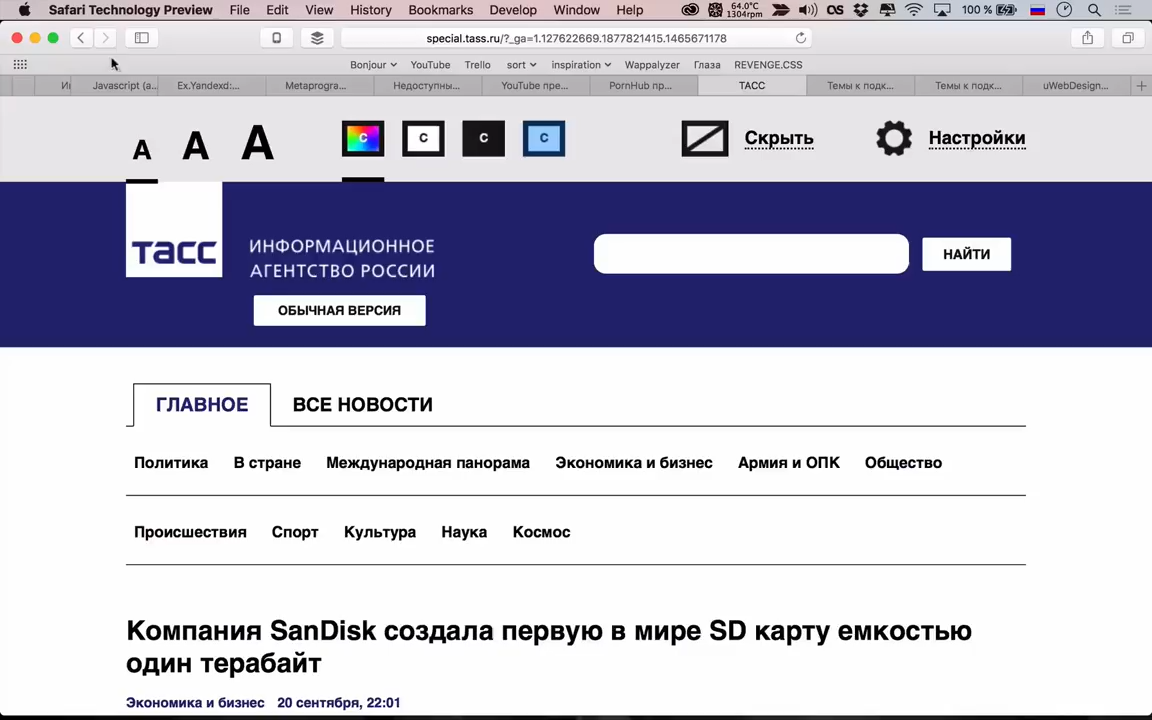 Safari Technology Preview File Edit View History Bookmarks Develop Window Help 64.0°C 1304rpm 100 %
special.tass.ru/?_ga=1.127622669.1877821415.1465671178
Bonjour YouTube Trello sort inspiration Wappalyzer Глаза REVENGE.CSS
Javascript (a... Ex.Yandexd:... Metaprogra... Недоступны... YouTube пре... PornHub пр... ТАСС Темы к подк... Темы к подк... uWebDesign...
A A A C C C C Скрыть Настройки
ТАСС ИНФОРМАЦИОННОЕ
АГЕНТСТВО РОССИИ
НАЙТИ
ОБЫЧНАЯ ВЕРСИЯ
ГЛАВНОЕ ВСЕ НОВОСТИ
Политика В стране Международная панорама Экономика и бизнес Армия и ОПК Общество
Происшествия Спорт Культура Наука Космос
Компания SanDisk создала первую в мире SD карту емкостью
один терабайт
Экономика и бизнес 20 сентября, 22:01